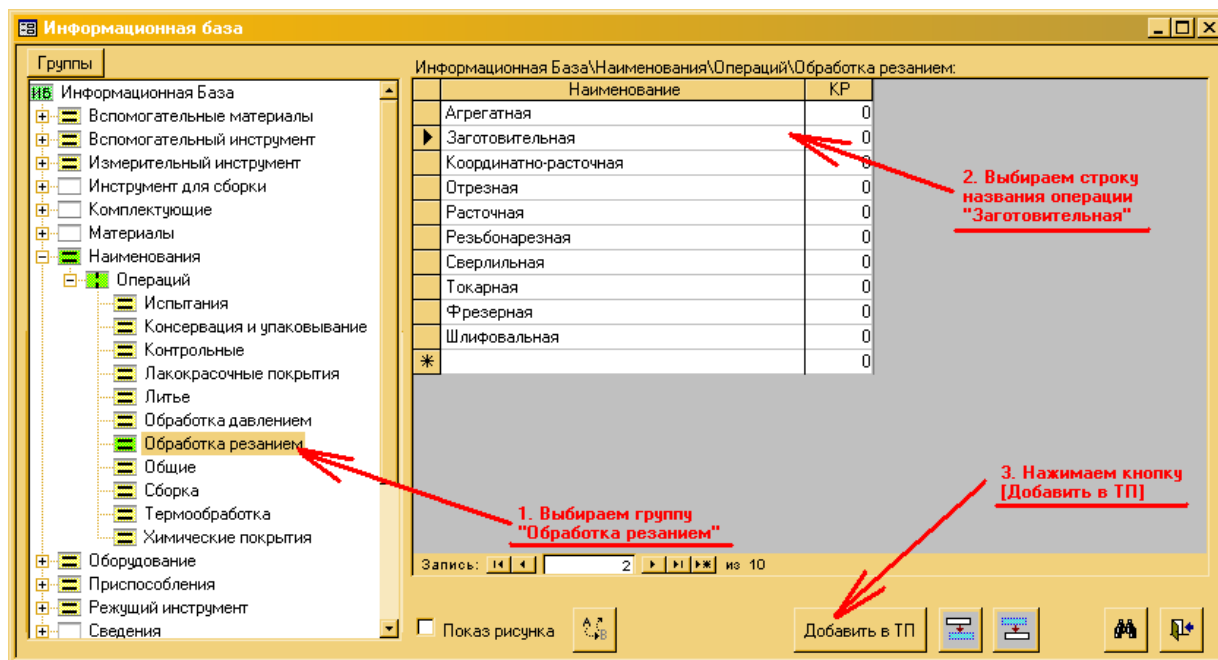 Информационная база
Группы
ИБ Информационная База
Вспомогательные материалы
Вспомогательный инструмент
Измерительный инструмент
Инструмент для сборки
Комплектующие
Материалы
Наименования
Операций
Испытания
Консервация и упаковывание
Контрольные
Лакокрасочные покрытия
Литье
Обработка давлением
Обработка резанием
Общие
Сборка
Термообработка
Химические покрытия
Оборудование
Приспособления
Режущий инструмент
Сведения
Информационная База\Наименования\Операций\Обработка резанием:
Наименование КР
Агрегатная 0
Заготовительная 0
Координатно-расточная 0
Отрезная 0
Расточная 0
Резьбонарезная 0
Сверлильная 0
Токарная 0
Фрезерная 0
Шлифовальная 0
0
2. Выбираем строку
названия операции
"Заготовительная"
3. Нажимаем кнопку
[Добавить в ТП]
1. Выбираем группу
"Обработка резанием"
Запись: 2 из 10
Показ рисунка
Добавить в ТП